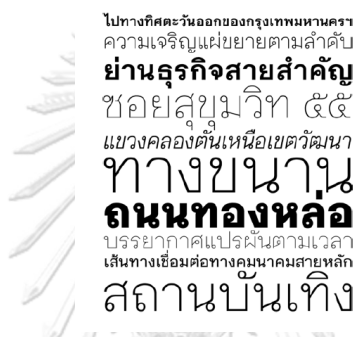 ไปทางทิศตะวันออกของกรุงเทพมหานครฯ
ความเจริญแผ่ขยายตามลำดับ
ย่านธุรกิจสายสำคัญ
ซอยสุขุมวิท ๕๕
แขวงคลองตันเหนือเขตวัฒนา
ทางขนาน
ถนนทองหล่อ
บรรยากาศแปรผันตามเวลา
เส้นทางเชื่อมต่อทางคมนาคมสายหลัก
สถานบันเทิง